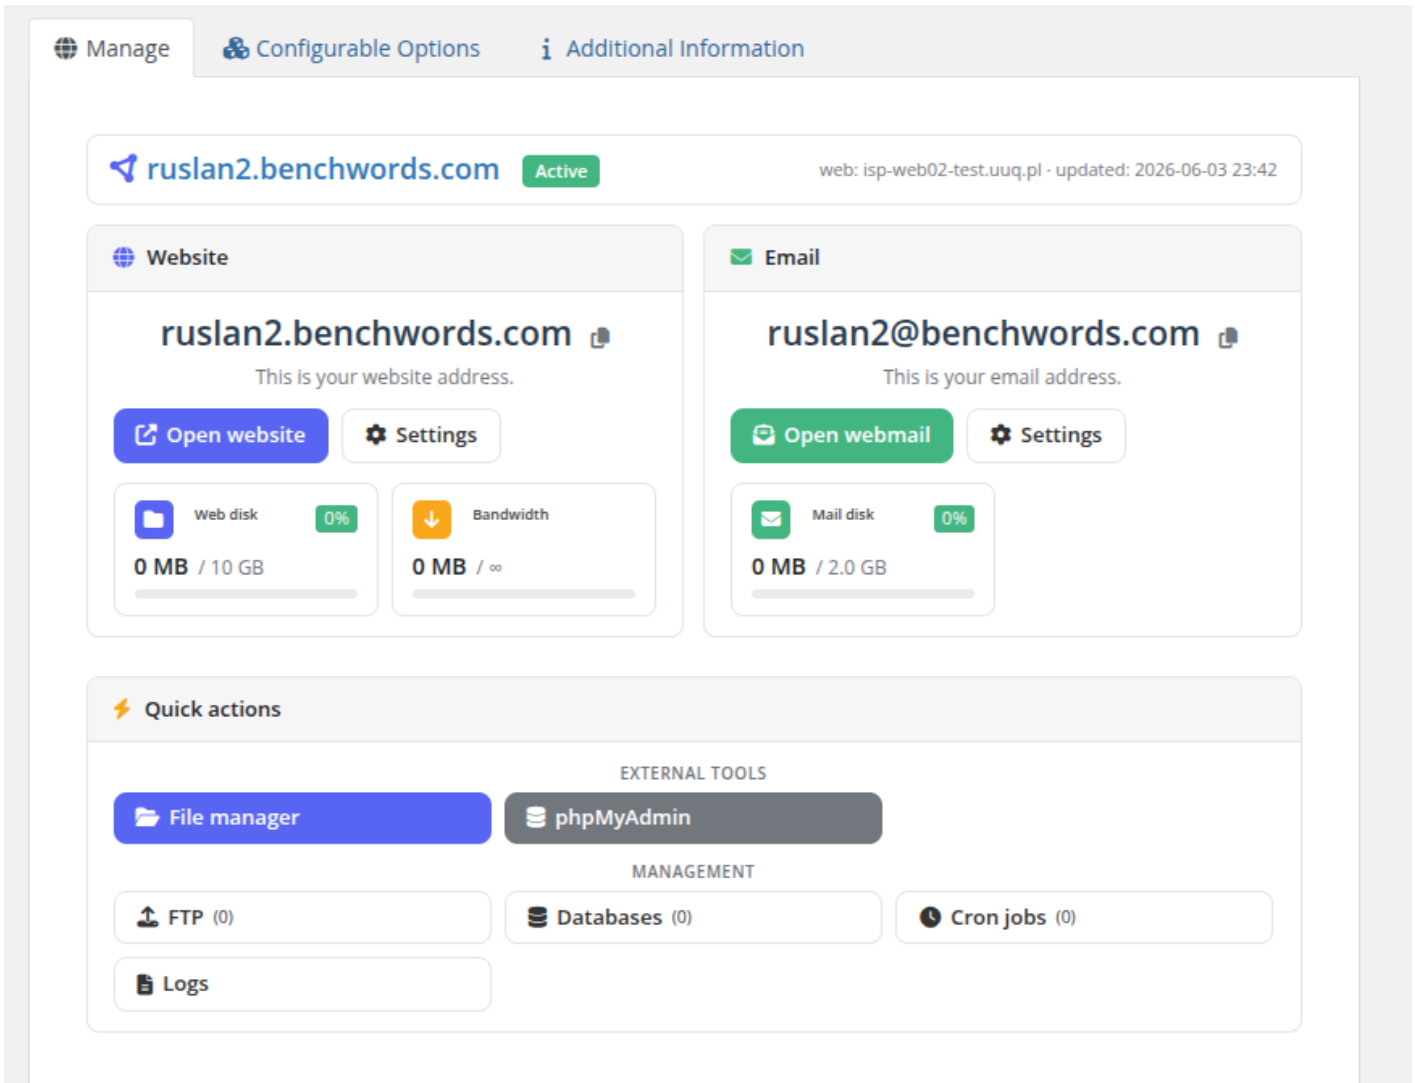 Manage Configurable Options Additional Information
ruslan2.benchwords.com Active web: isp-web02-test.uuq.pl · updated: 2026-06-03 23:42
Website
ruslan2.benchwords.com
This is your website address.
Open website Settings
Web disk 0%
0 MB / 10 GB
Bandwidth
0 MB / ∞
Email
ruslan2@benchwords.com
This is your email address.
Open webmail Settings
Mail disk 0%
0 MB / 2.0 GB
Quick actions
EXTERNAL TOOLS
File manager phpMyAdmin
MANAGEMENT
FTP (0) Databases (0) Cron jobs (0)
Logs